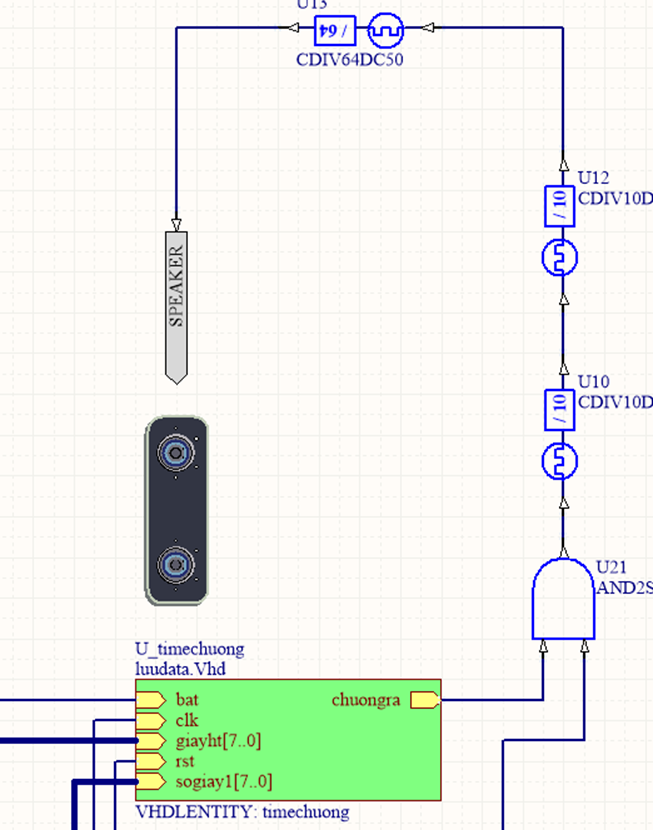 U13
/ 64
CDIV64DC50
U12
CDIV10D
/ 10
SPEAKER
U10
CDIV10D
/ 10
U21
AND2S
U_timechuong
luudata.Vhd
bat
chuongra
clk
giayht[7..0]
rst
sogiay1[7..0]
VHDLENTITY: timechuong